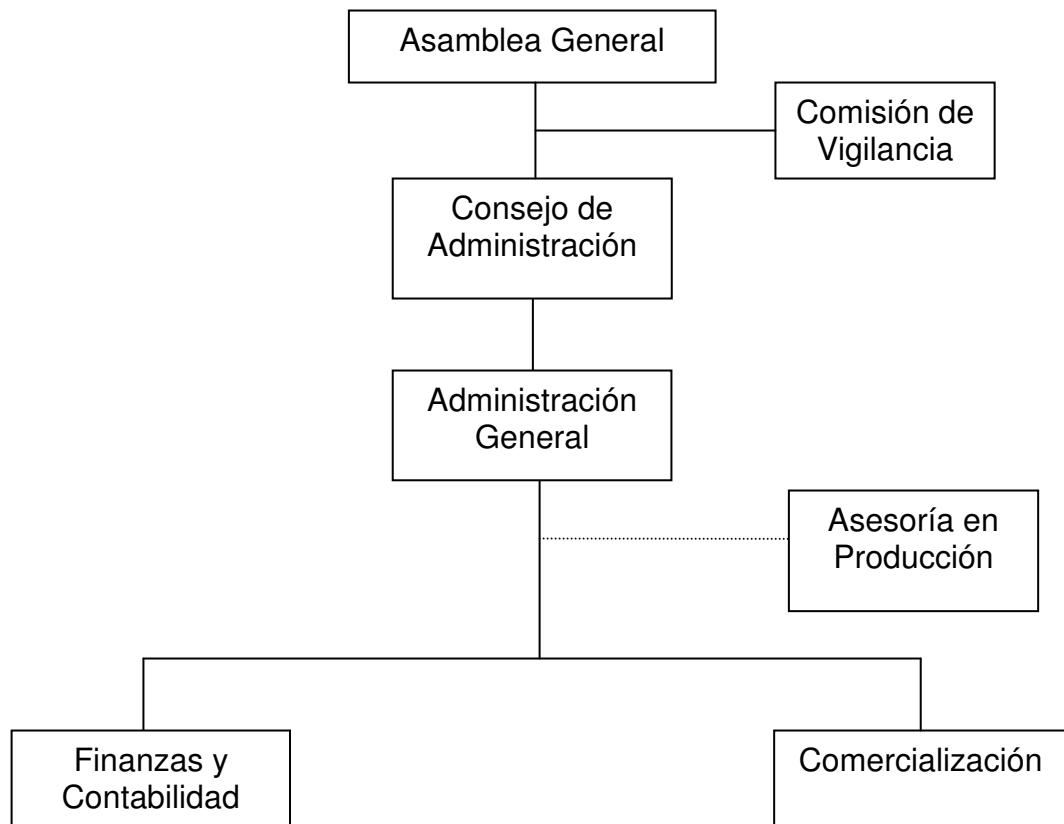 Asamblea General
Comisión de
Vigilancia
Consejo de
Administración
Administración
General
Asesoría en
Producción
Finanzas y
Contabilidad
Comercialización